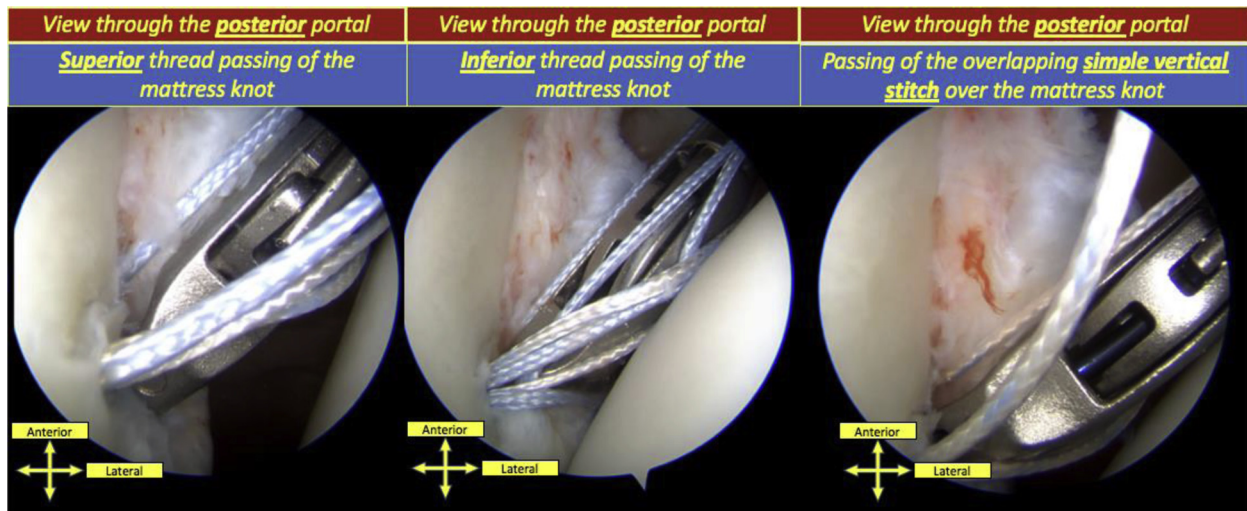 View through the posterior portal
Superior thread passing of the
mattress knot
Anterior
Lateral
View through the posterior portal
Inferior thread passing of the
mattress knot
Anterior
Lateral
View through the posterior portal
Passing of the overlapping simple vertical
stitch over the mattress knot
Anterior
Lateral